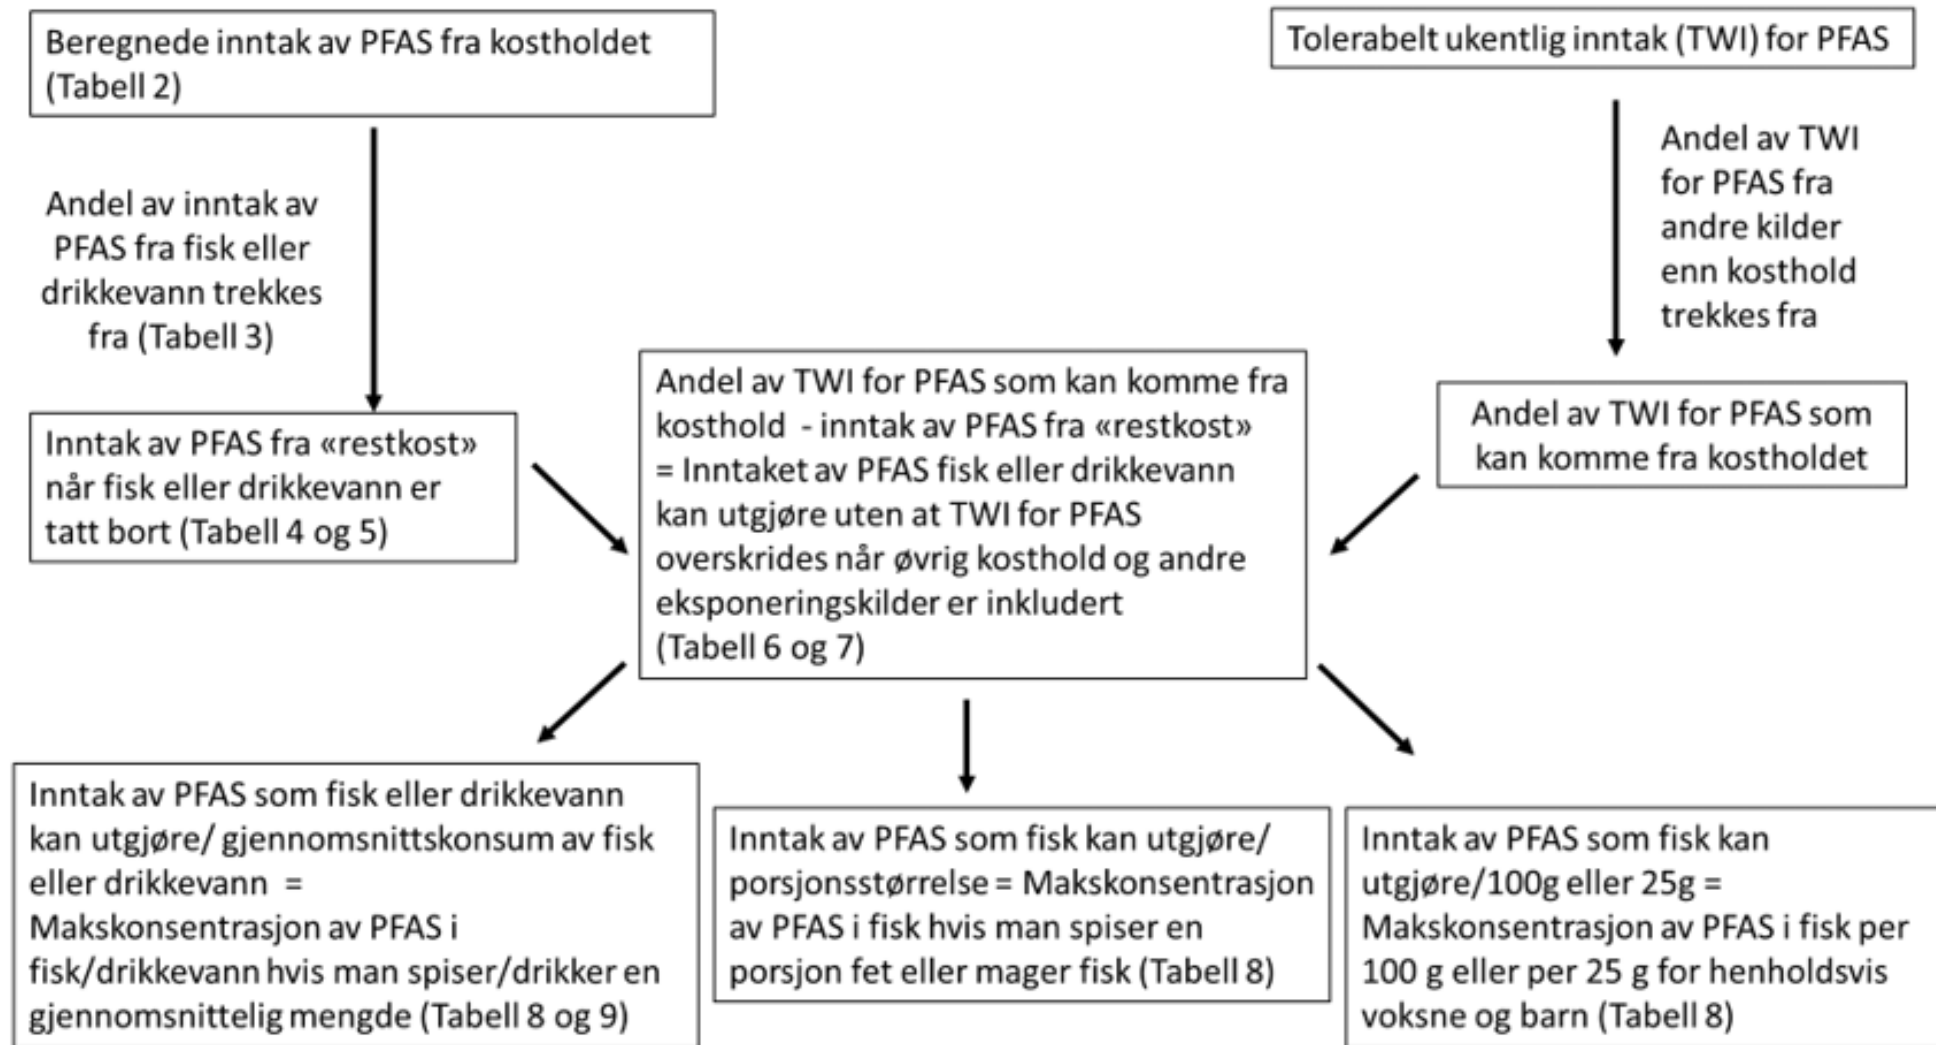 Beregnede inntak av PFAS fra kostholdet
(Tabell 2)
Tolerabelt ukentlig inntak (TWI) for PFAS
Andel av inntak av
PFAS fra fisk eller
drikkevann trekkes
fra (Tabell 3)
Andel av TWI
for PFAS fra
andre kilder
enn kosthold
trekkes fra
Inntak av PFAS fra «restkost»
når fisk eller drikkevann er
tatt bort (Tabell 4 og 5)
Andel av TWI for PFAS som kan komme fra
kosthold - inntak av PFAS fra «restkost»
= Inntaket av PFAS fisk eller drikkevann
kan utgjøre uten at TWI for PFAS
overskrides når øvrig kosthold og andre
eksponeringskilder er inkludert
(Tabell 6 og 7)
Andel av TWI for PFAS som
kan komme fra kostholdet
Inntak av PFAS som fisk eller drikkevann
kan utgjøre/ gjennomsnittskonsum av fisk
eller drikkevann =
Makskonsentrasjon av PFAS i
fisk/drikkevann hvis man spiser/drikker en
gjennomsnittelig mengde (Tabell 8 og 9)
Inntak av PFAS som fisk kan utgjøre/
porsjonsstørrelse = Makskonsentrasjon
av PFAS i fisk hvis man spiser en
porsjon fet eller mager fisk (Tabell 8)
Inntak av PFAS som fisk kan
utgjøre/100g eller 25g =
Makskonsentrasjon av PFAS i fisk per
100 g eller per 25 g for henholdsvis
voksne og barn (Tabell 8)